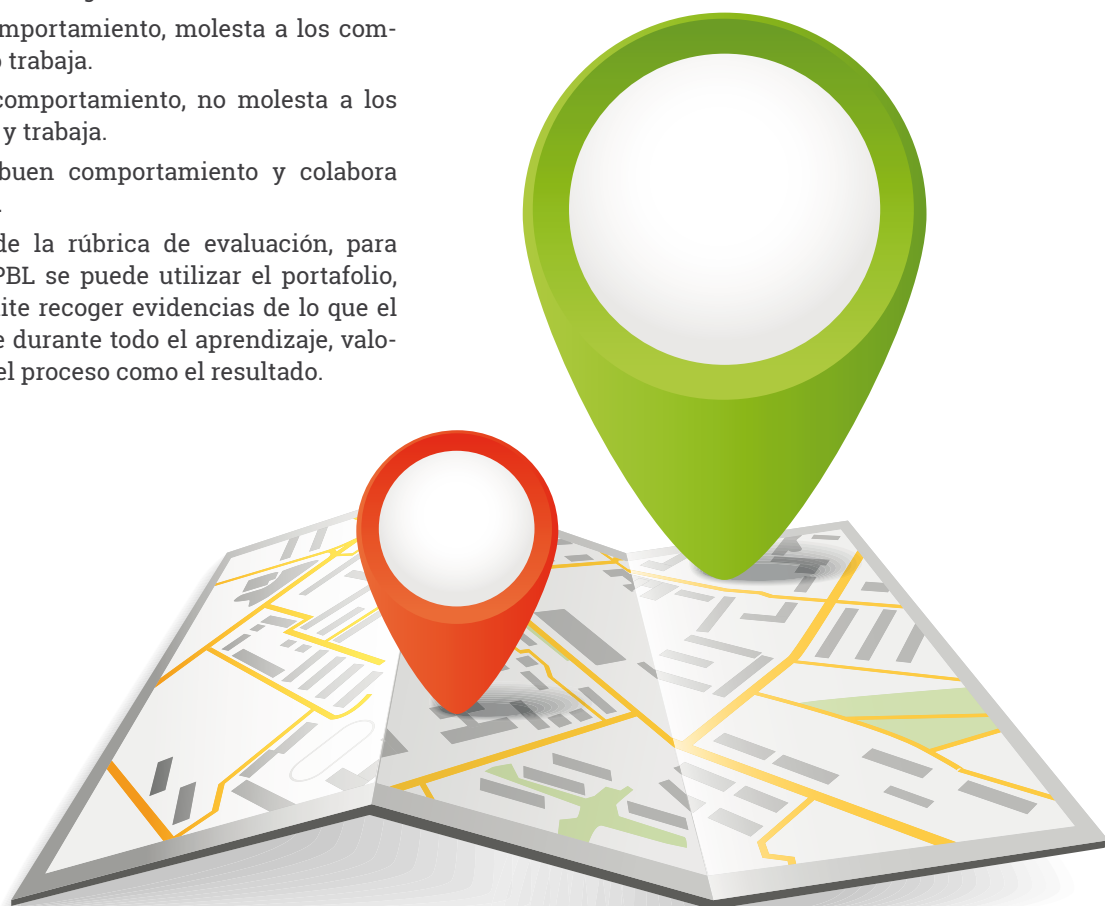 mportamiento, molesta a los com-
trabaja.
comportamiento, no molesta a los
y trabaja.
buen comportamiento y colabora
de la rúbrica de evaluación, para
PBL se puede utilizar el portafolio,
ite recoger evidencias de lo que el
e durante todo el aprendizaje, valo-
el proceso como el resultado.